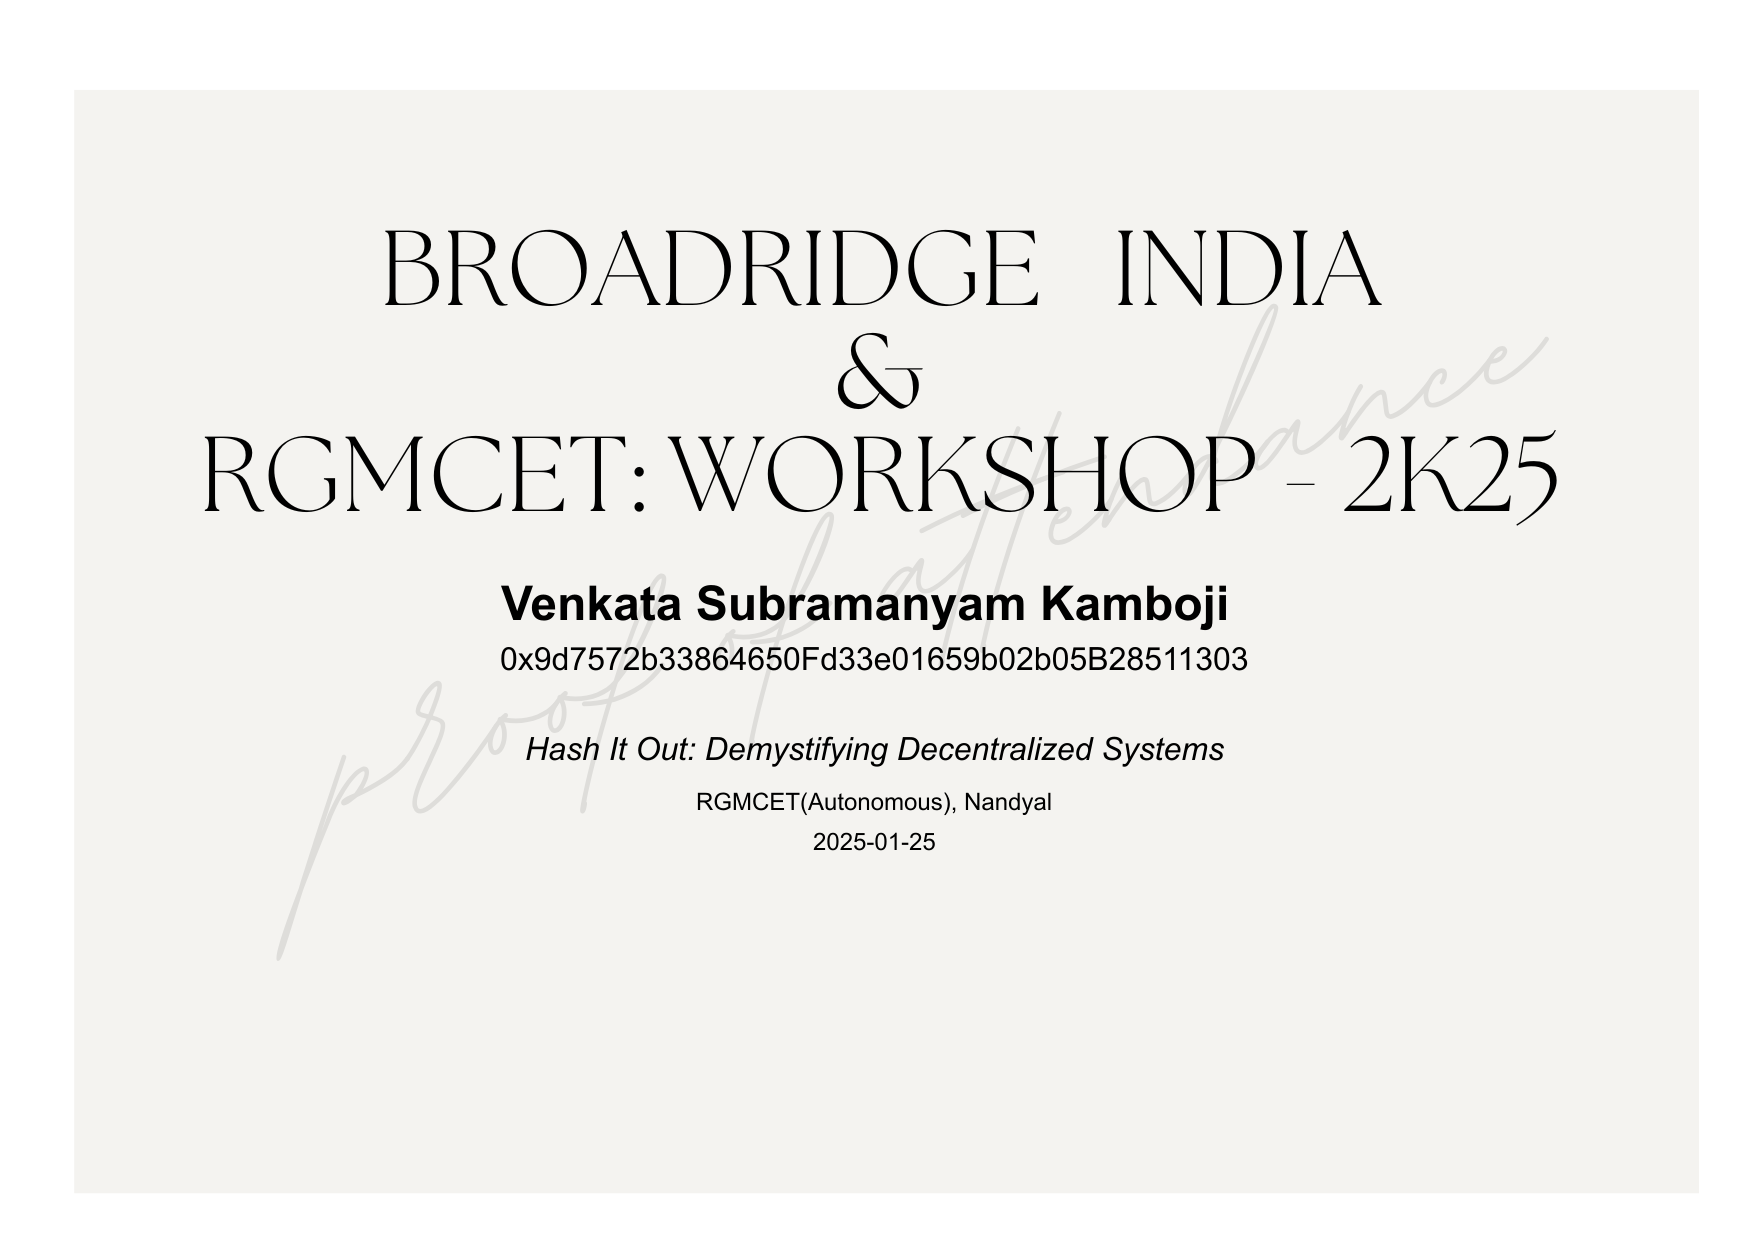 BROADRIDGE INDIA
&
RGMCET: WORKSHOP - 2K25
proof of attendance
Venkata Subramanyam Kamboji
0x9d7572b33864650Fd33e01659b02b05B28511303
Hash It Out: Demystifying Decentralized Systems
RGMCET(Autonomous), Nandyal
2025-01-25